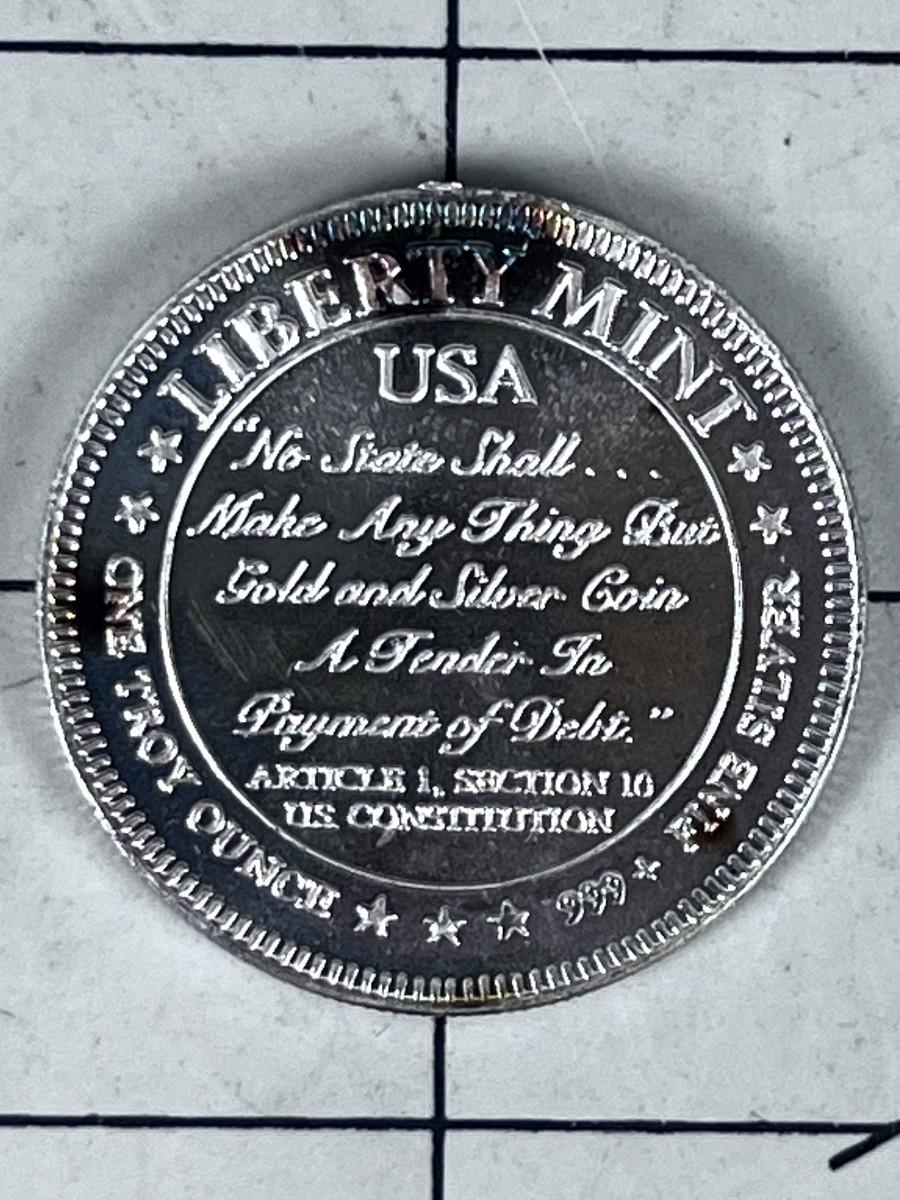 LIBERTY MINT
USA
"No State Shall . . .
Make Any Thing But
Gold and Silver Coin
A Tender In
Payment of Debt."
ARTICLE 1, SECTION 10
US CONSTITUTION
ONE TROY OUNCE
999+ FINE SILVER